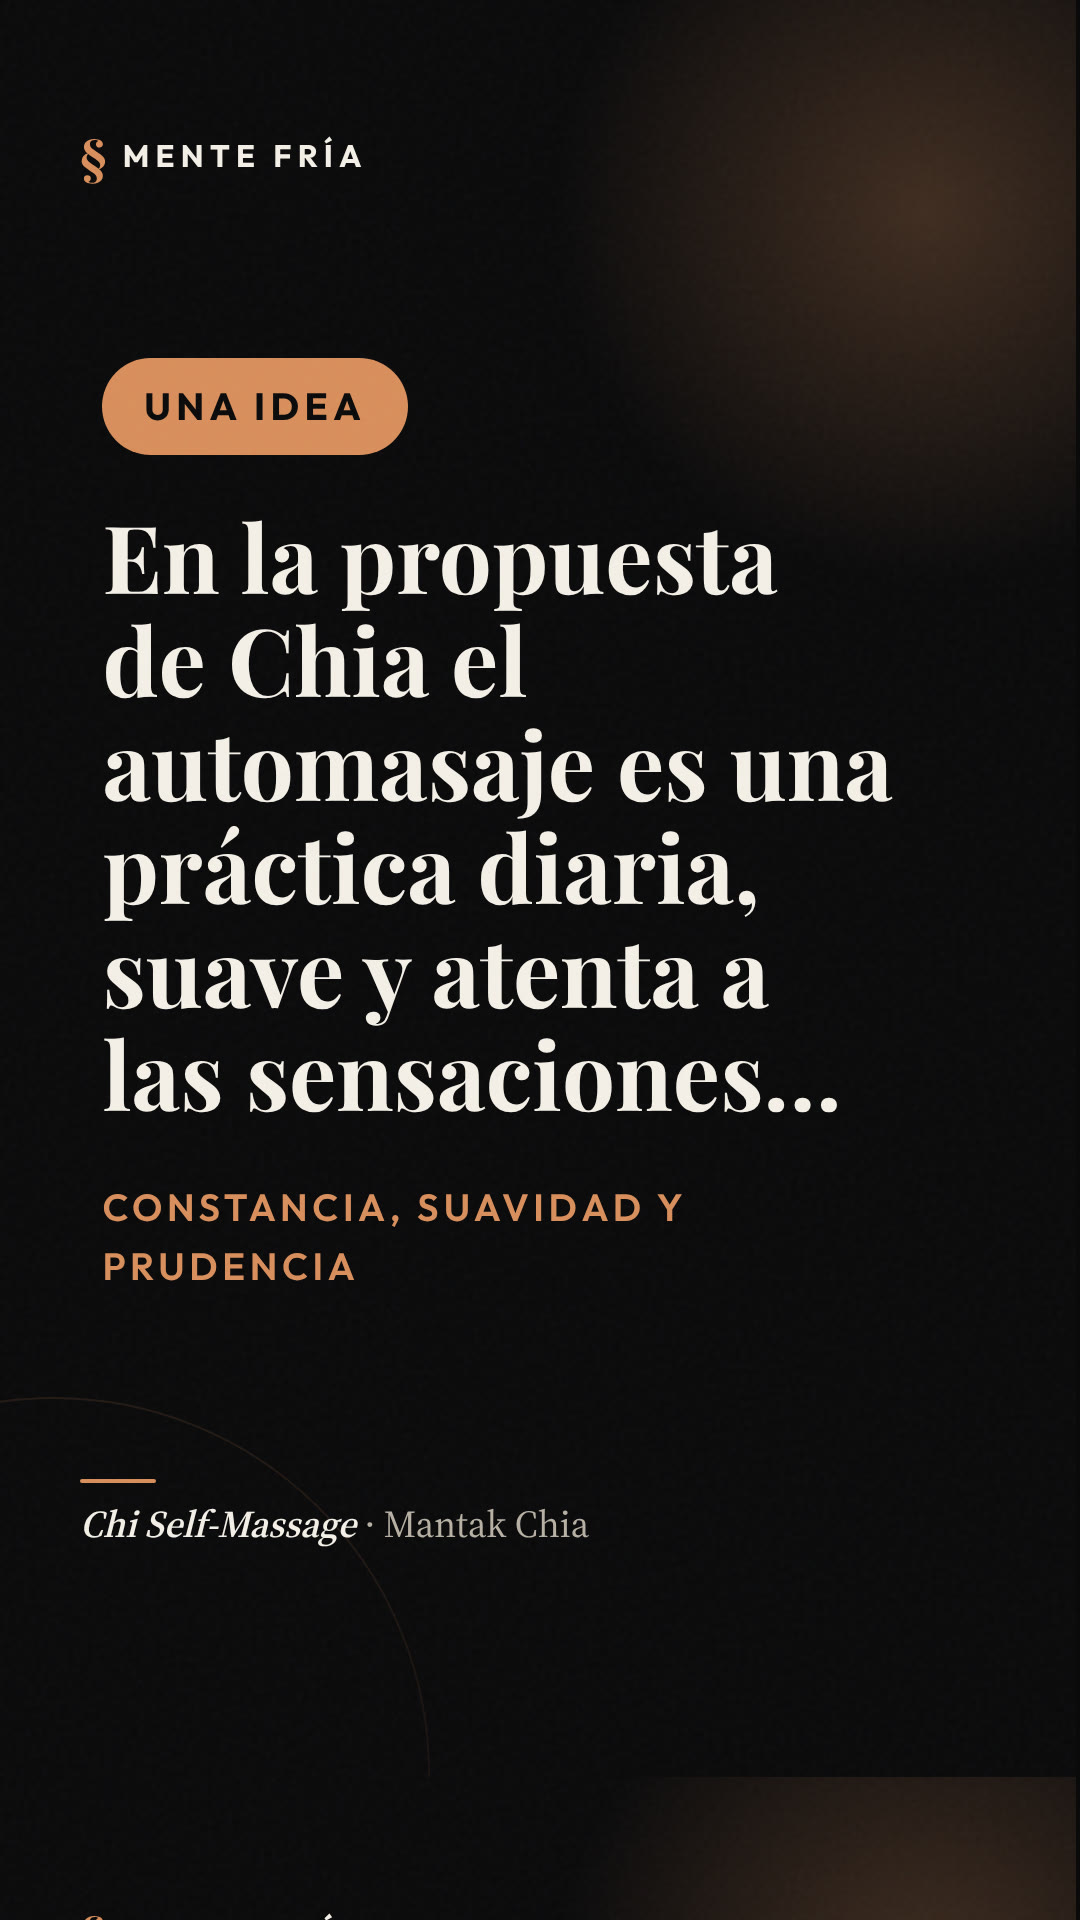 § MENTE FRÍA
UNA IDEA
En la propuesta
de Chia el
automasaje es una
práctica diaria,
suave y atenta a
las sensaciones...
CONSTANCIA, SUAVIDAD Y
PRUDENCIA
Chi Self-Massage · Mantak Chia